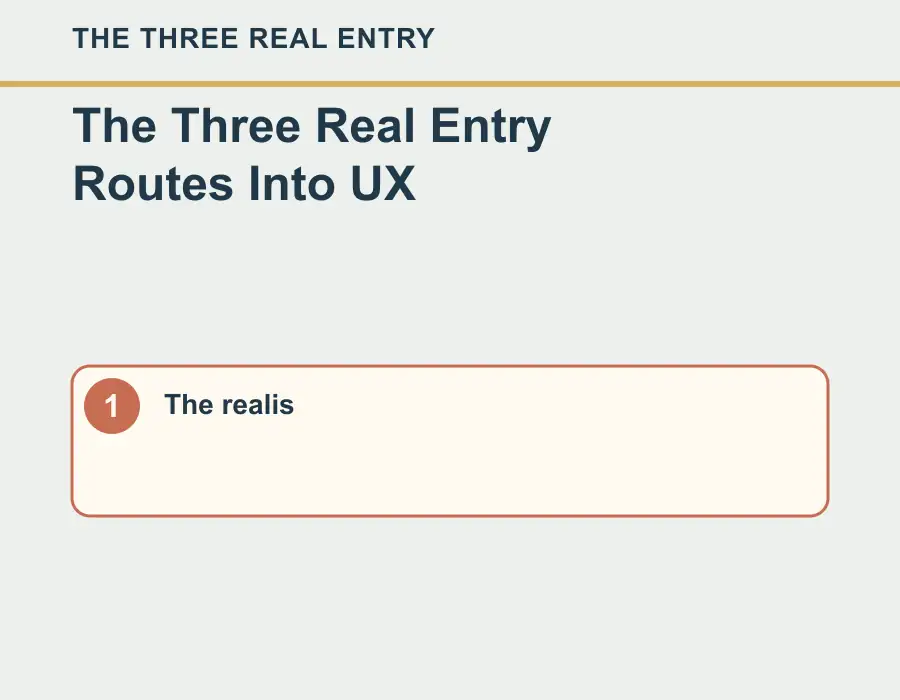 THE THREE REAL ENTRY
The Three Real Entry
Routes Into UX
1 The realis